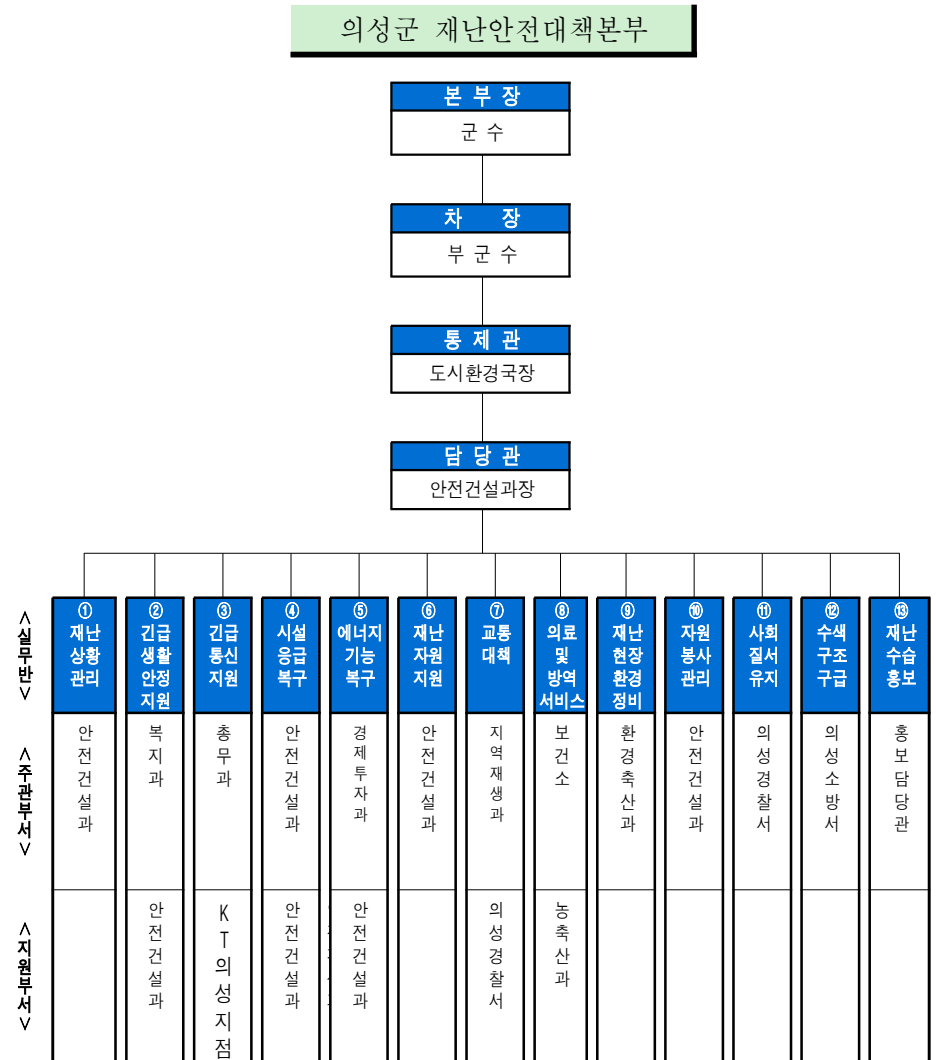 의성군 재난안전대책본부
본 부 장
군 수
차 장
부 군 수
통 제 관
도시환경국장
담 당 관
안전건설과장
<실무반>
① 재난 상황 관리
② 긴급 생활 안정 지원
③ 긴급 통신 지원
④ 시설 응급 복구
⑤ 에너지 기능 복구
⑥ 재난 자원 지원
⑦ 교통 대책
⑧ 의료 및 방역 서비스
⑨ 재난 현장 환경 정비
⑩ 자원 봉사 관리
⑪ 사회 질서 유지
⑫ 수색 구조 구급
⑬ 재난 수습 홍보
<주관부서>
안전건설과
복지과
총무과
안전건설과
경제투자과
안전건설과
지역재생과
보건소
환경축산과
안전건설과
의성경찰서
의성소방서
홍보담당관
<지원부서>
안전건설과
KT의성지점
안전건설과
안전건설과
의성경찰서
농축산과